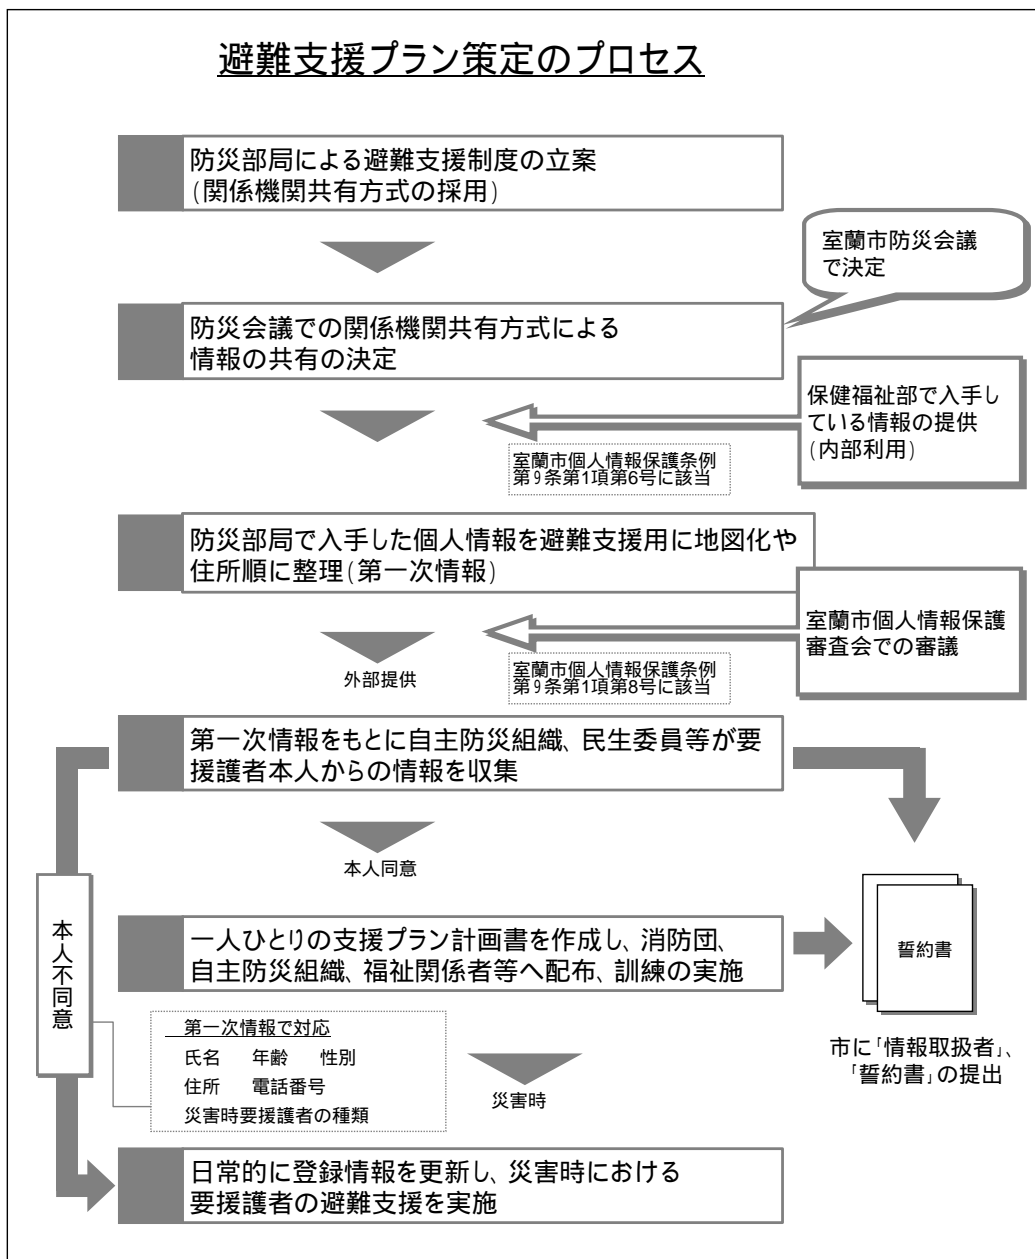 避難支援プラン策定のプロセス
防災部局による避難支援制度の立案
(関係機関共有方式の採用)
室蘭市防災会議
で決定
防災会議での関係機関共有方式による
情報の共有の決定
保健福祉部で入手し
ている情報の提供
(内部利用)
室蘭市個人情報保護条例
第9条第1項第6号に該当
防災部局で入手した個人情報を避難支援用に地図化や
住所順に整理(第一次情報)
室蘭市個人情報保護
審査会での審議
外部提供
室蘭市個人情報保護条例
第9条第1項第8号に該当
第一次情報をもとに自主防災組織、民生委員等が要
援護者本人からの情報を収集
本人同意
本人不同意
一人ひとりの支援プラン計画書を作成し、消防団、
自主防災組織、福祉関係者等へ配布、訓練の実施
誓約書
市に「情報取扱者」、
「誓約書」の提出
第一次情報で対応
氏名 年齢 性別
住所 電話番号
災害時要援護者の種類
災害時
日常的に登録情報を更新し、災害時における
要援護者の避難支援を実施